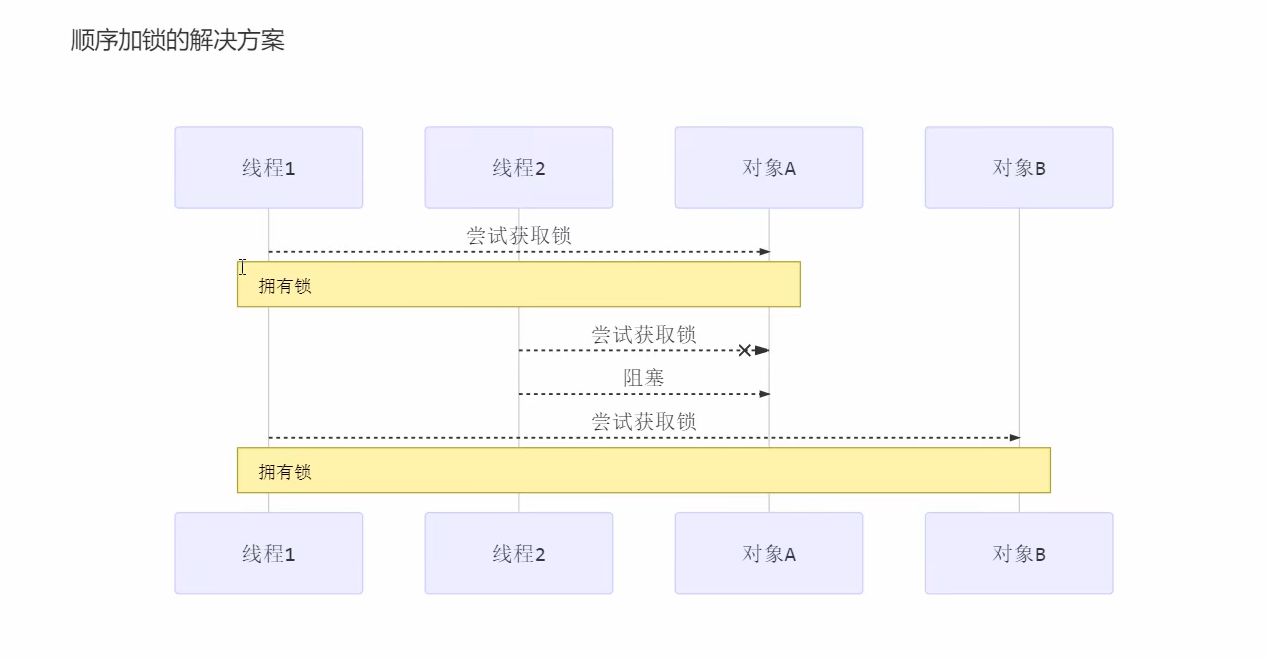 顺序加锁的解决方案
线程1
线程2
对象A
对象B
尝试获取锁
拥有锁
尝试获取锁
阻塞
尝试获取锁
拥有锁
线程1
线程2
对象A
对象B